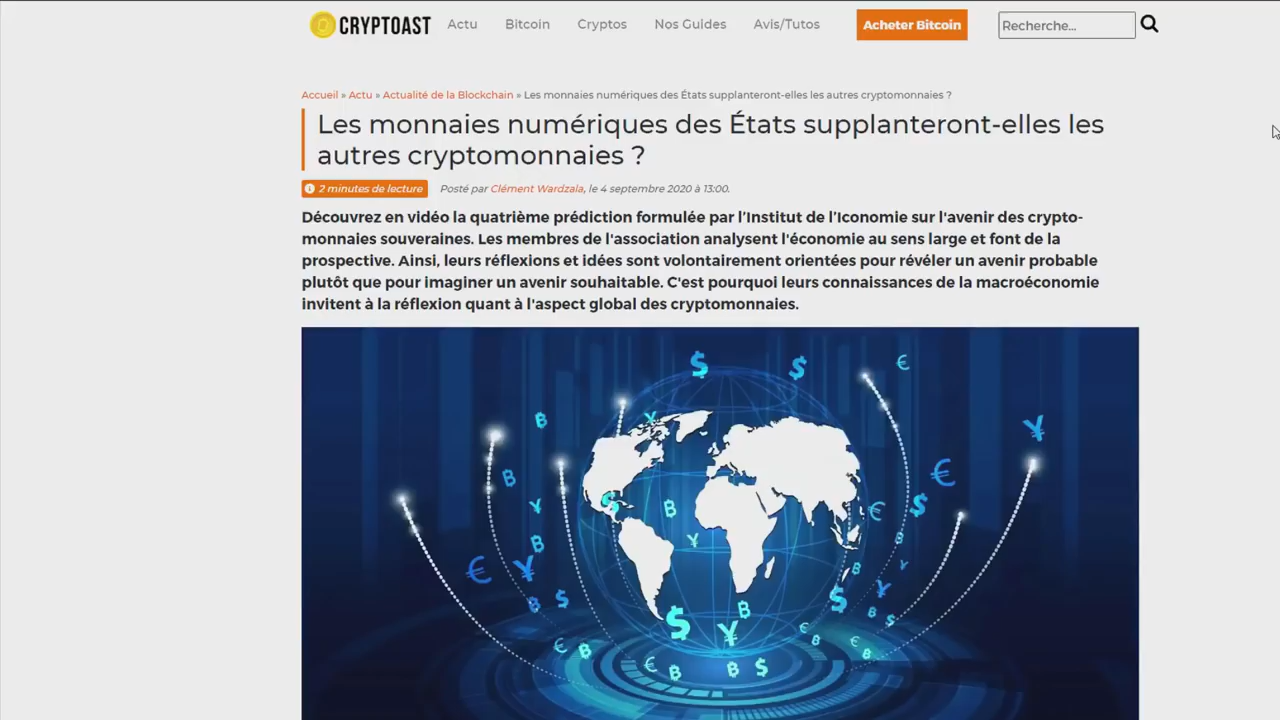 CRYPTOAST
Actu
Bitcoin
Cryptos
Nos Guides
Avis/Tutos
Acheter Bitcoin
Recherche...
Accueil » Actu » Actualité de la Blockchain » Les monnaies numériques des États supplanteront-elles les autres cryptomonnaies ?
Les monnaies numériques des États supplanteront-elles les
autres cryptomonnaies ?
2 minutes de lecture
Posté par Clément Wardzala, le 4 septembre 2020 à 13:00.
Découvrez en vidéo la quatrième prédiction formulée par l'Institut de l'Iconomie sur l'avenir des crypto-
monnaies souveraines. Les membres de l'association analysent l'économie au sens large et font de la
prospective. Ainsi, leurs réflexions et idées sont volontairement orientées pour révéler un avenir probable
plutôt que pour imaginer un avenir souhaitable. C'est pourquoi leurs connaissances de la macroéconomie
invitent à la réflexion quant à l'aspect global des cryptomonnaies.